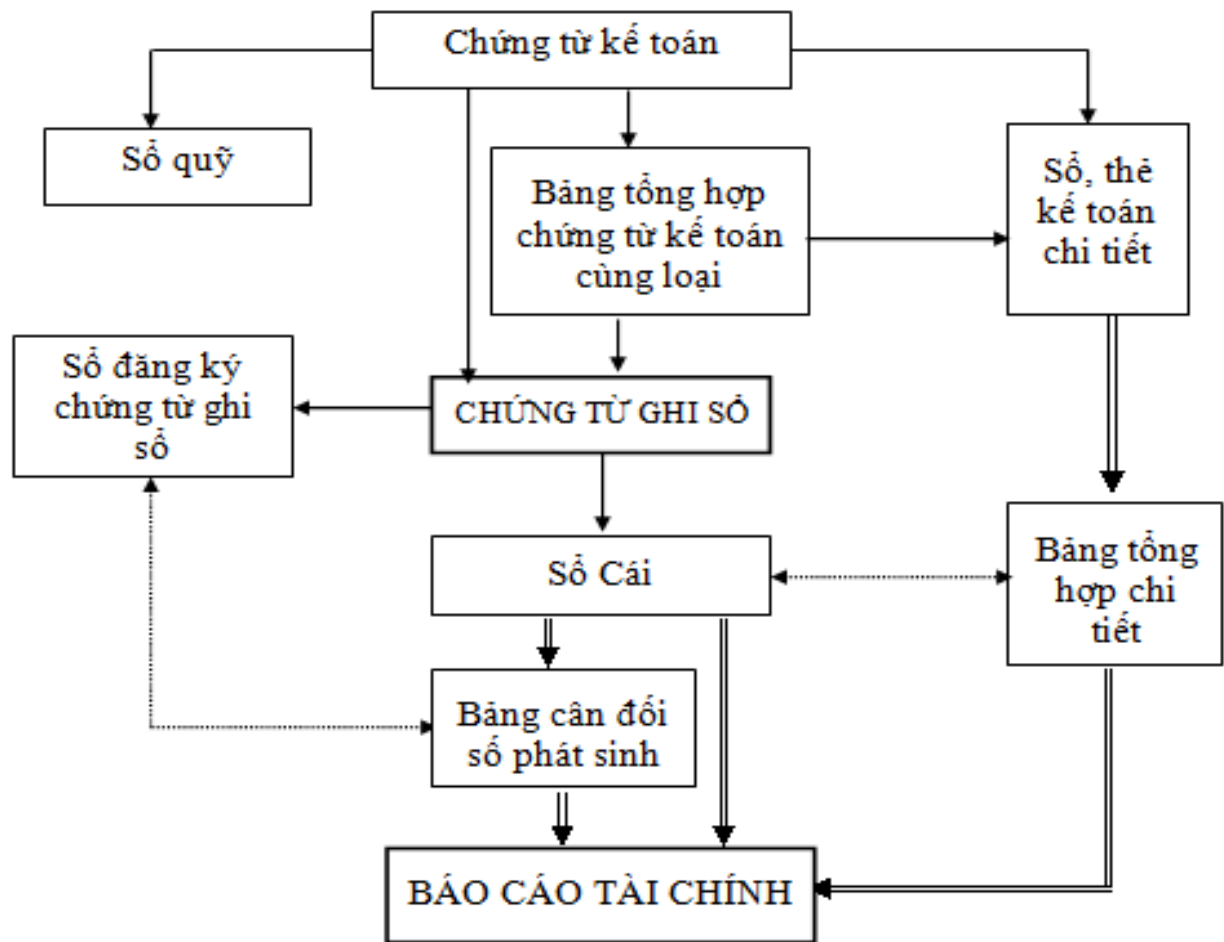 Chứng từ kế toán
Sổ quỹ
Bảng tổng hợp
chứng từ kế toán
cùng loại
Sổ, thẻ
kế toán
chi tiết
Sổ đăng ký
chứng từ ghi
sổ
CHỨNG TỪ GHI SỔ
Sổ Cái
Bảng tổng
hợp chi
tiết
Bảng cân đối
số phát sinh
BÁO CÁO TÀI CHÍNH